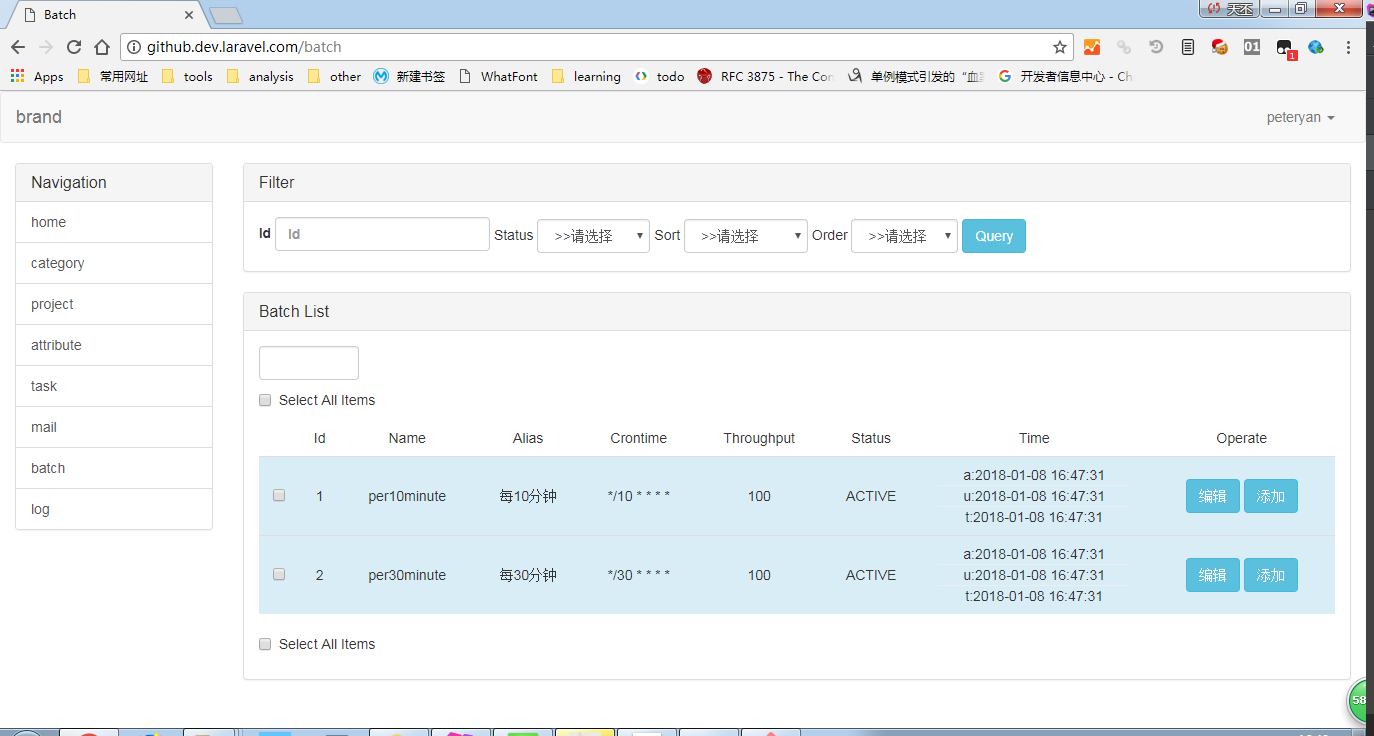 Batch
天丕
github.dev.laravel.com/batch
01
1
Apps 常用网址 tools analysis other 新建书签 WhatFont learning todo RFC 3875 - The Con 单例模式引发的“血 开发者信息中心 - Ch
brand
peteryan
Navigation
home
category
project
attribute
task
mail
batch
log
Filter
Id Id Status >>请选择 Sort >>请选择 Order >>请选择 Query
Batch List
Select All Items
Id Name Alias Crontime Throughput Status Time Operate
1 per10minute 每10分钟 */10 * * * * 100 ACTIVE a:2018-01-08 16:47:31
u:2018-01-08 16:47:31
t:2018-01-08 16:47:31
编辑 添加
2 per30minute 每30分钟 */30 * * * * 100 ACTIVE a:2018-01-08 16:47:31
u:2018-01-08 16:47:31
t:2018-01-08 16:47:31
编辑 添加
Select All Items
58